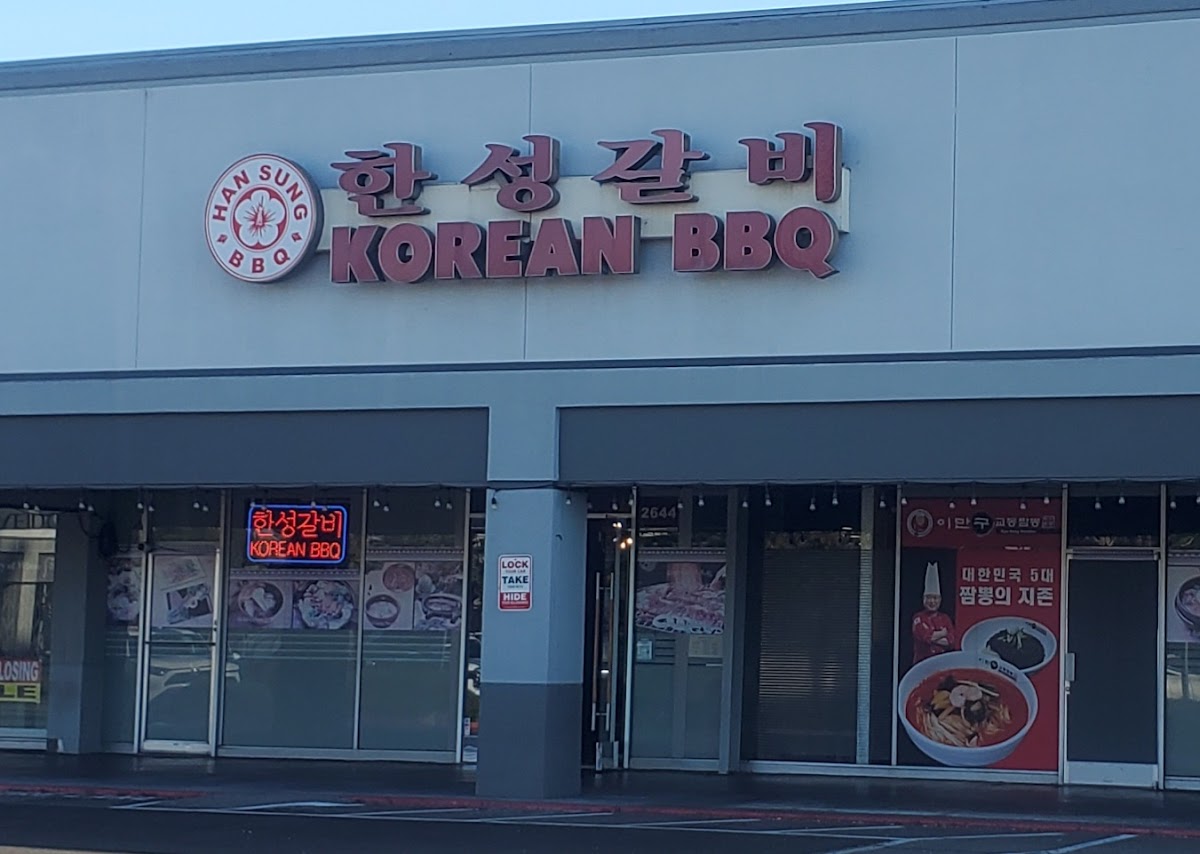 HAN SUNG
BBQ
한성갈비
KOREAN BBQ
한성갈비
KOREAN BBQ
2644
LOCK
TAKE
HIDE
이만구 교동짬뽕
대한민국 5대
짬뽕의 지존
LOSING
LE